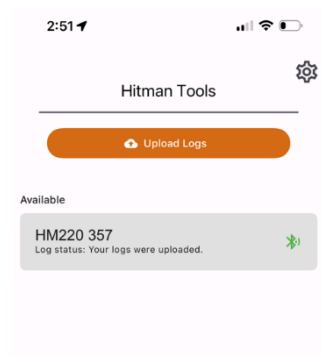 2:51
Hitman Tools
Upload Logs
Available
HM220 357
Log status: Your logs were uploaded.